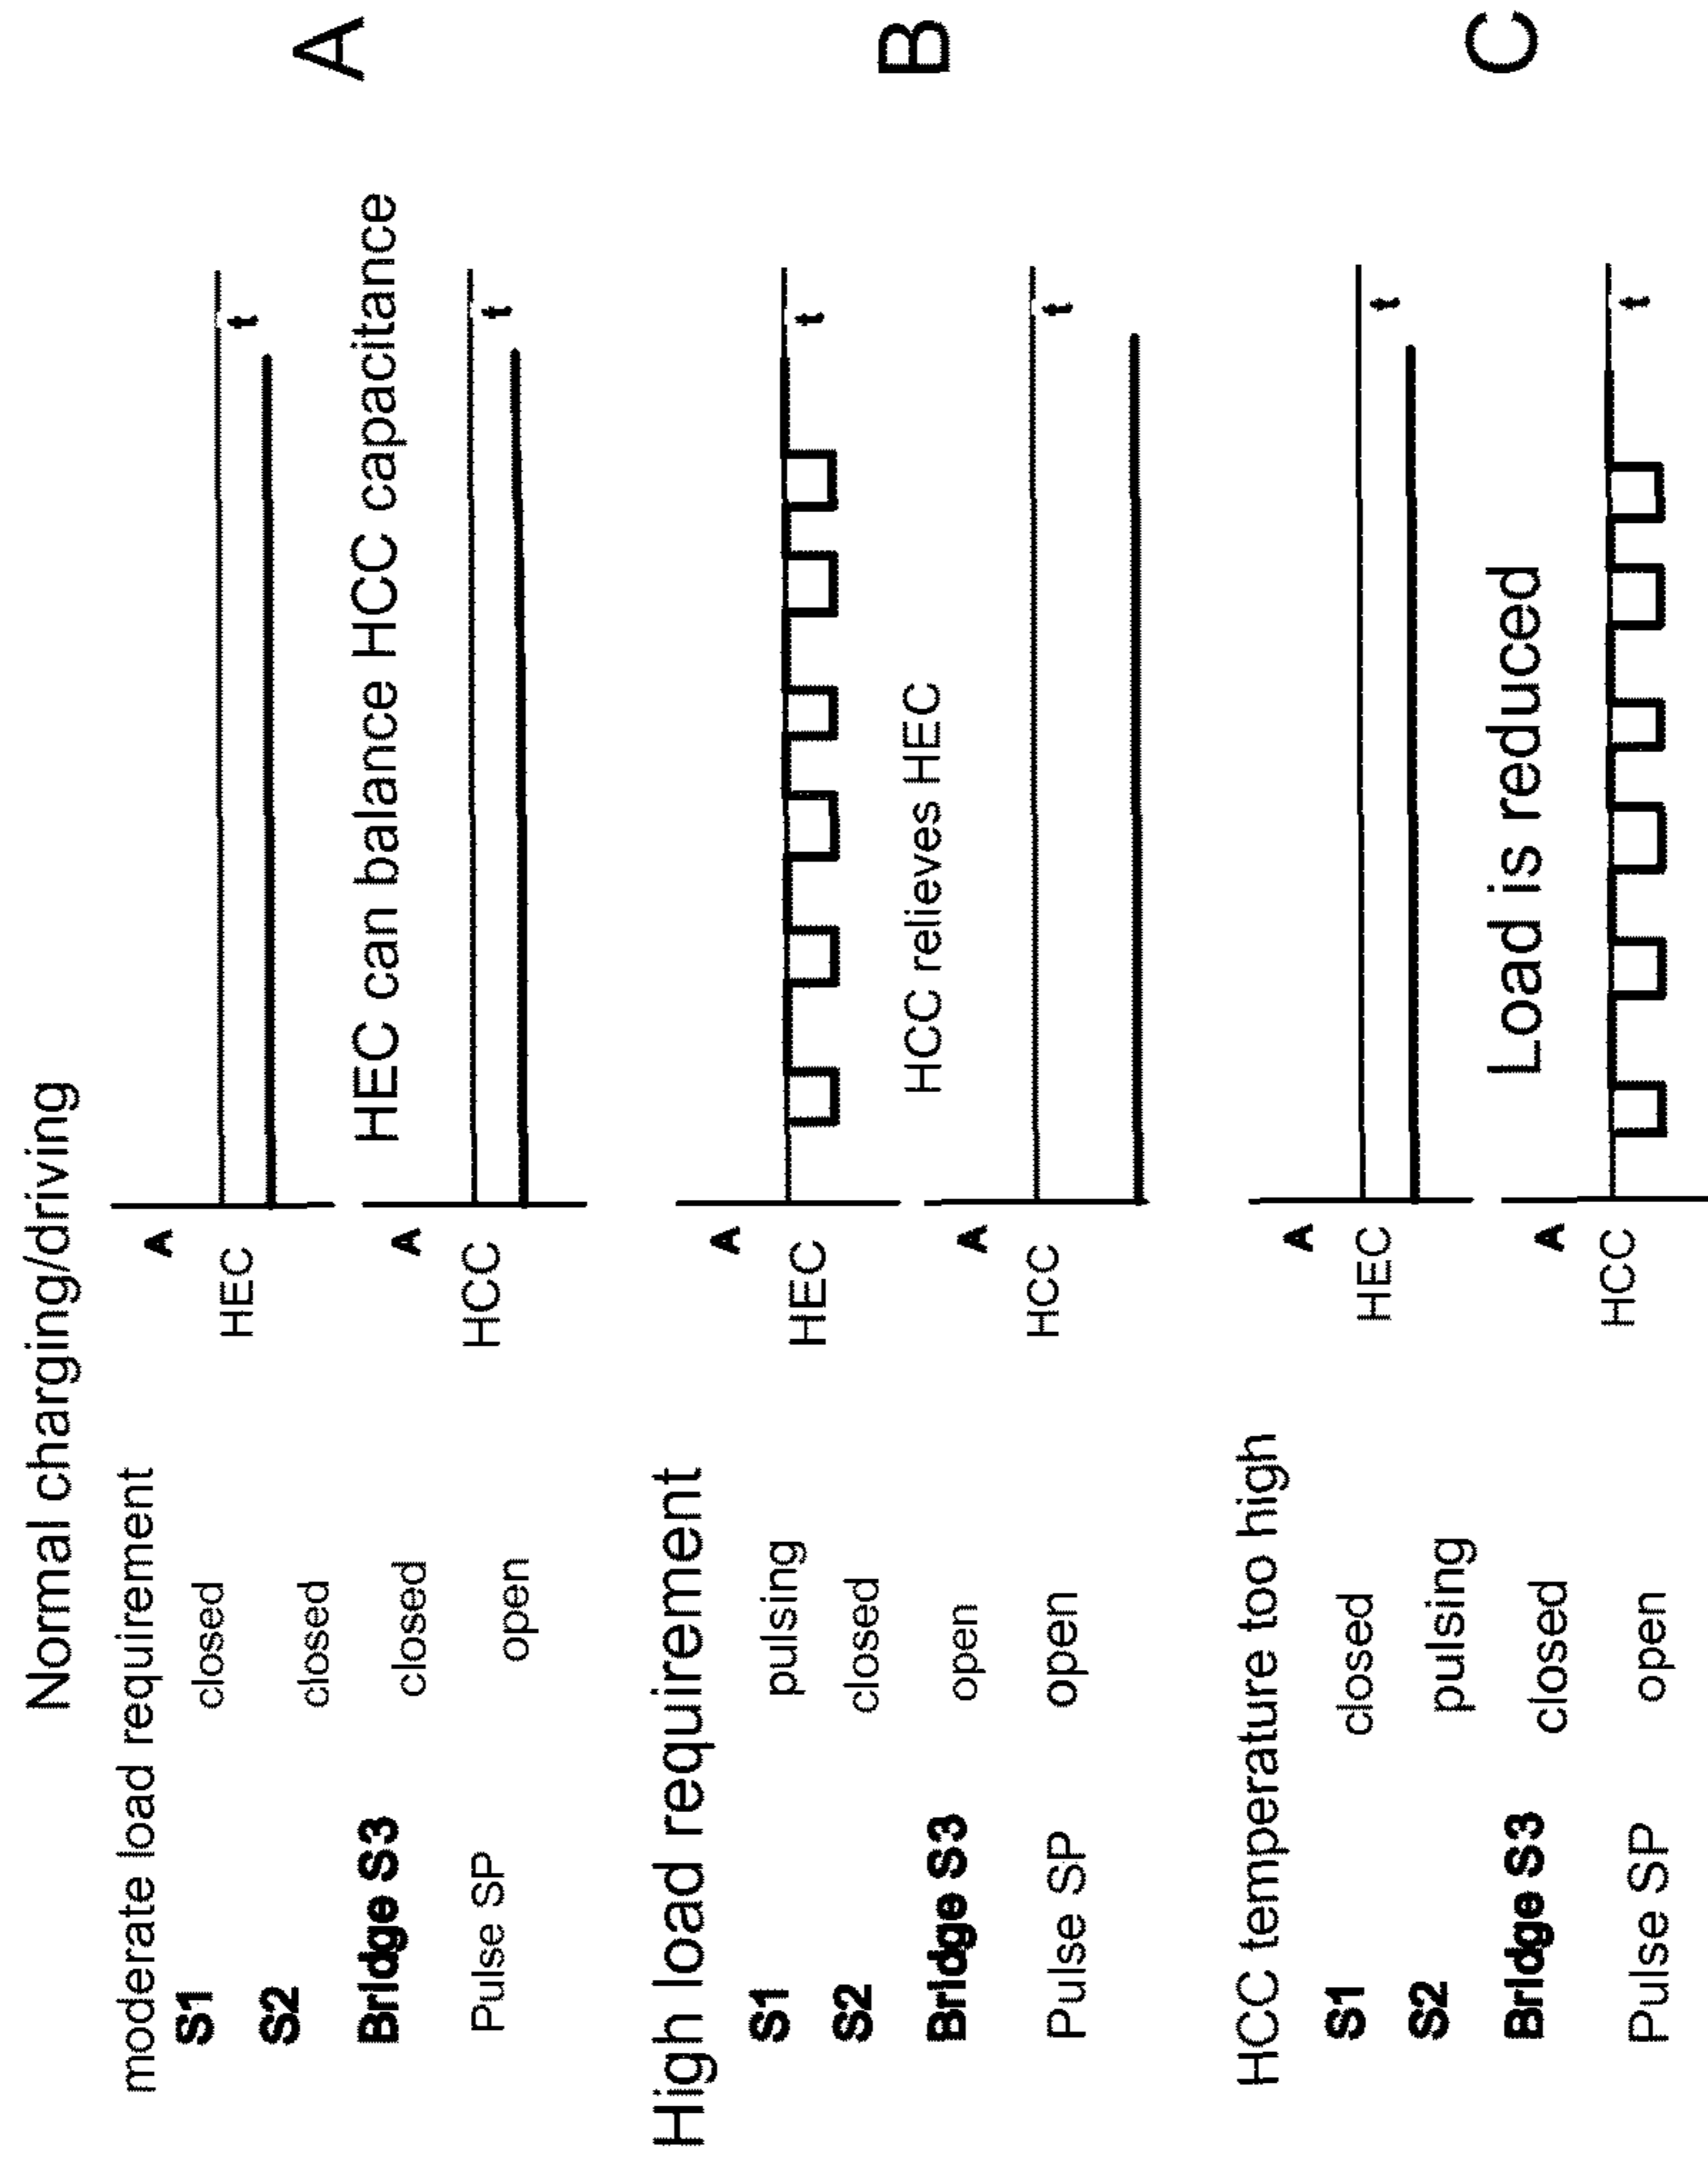 Normal charging/driving
moderate load requirement
S1 closed
S2 closed
Bridge S3 closed
Pulse SP open
A
HEC
t
HEC can balance HCC capacitance
A
HCC
t
A
High load requirement
S1 pulsing
S2 closed
Bridge S3 open
Pulse SP open
A
HEC
t
HCC relieves HEC
A
HCC
t
B
HCC temperature too high
S1 closed
S2 pulsing
Bridge S3 closed
Pulse SP open
A
HEC
t
Load is reduced
A
HCC
t
C